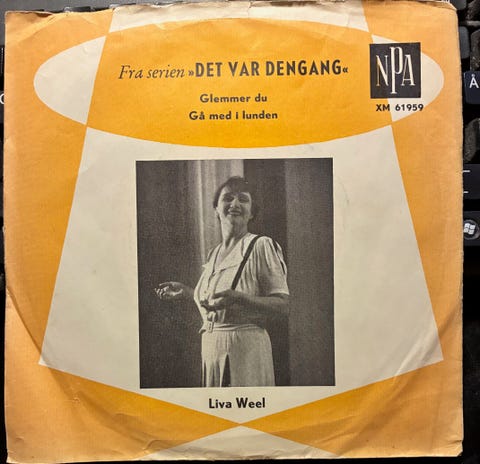 Fra serien »DET VAR DENGANG«
NPA
XM 61959
Glemmer du
Gå med i lunden
Liva Weel
Å